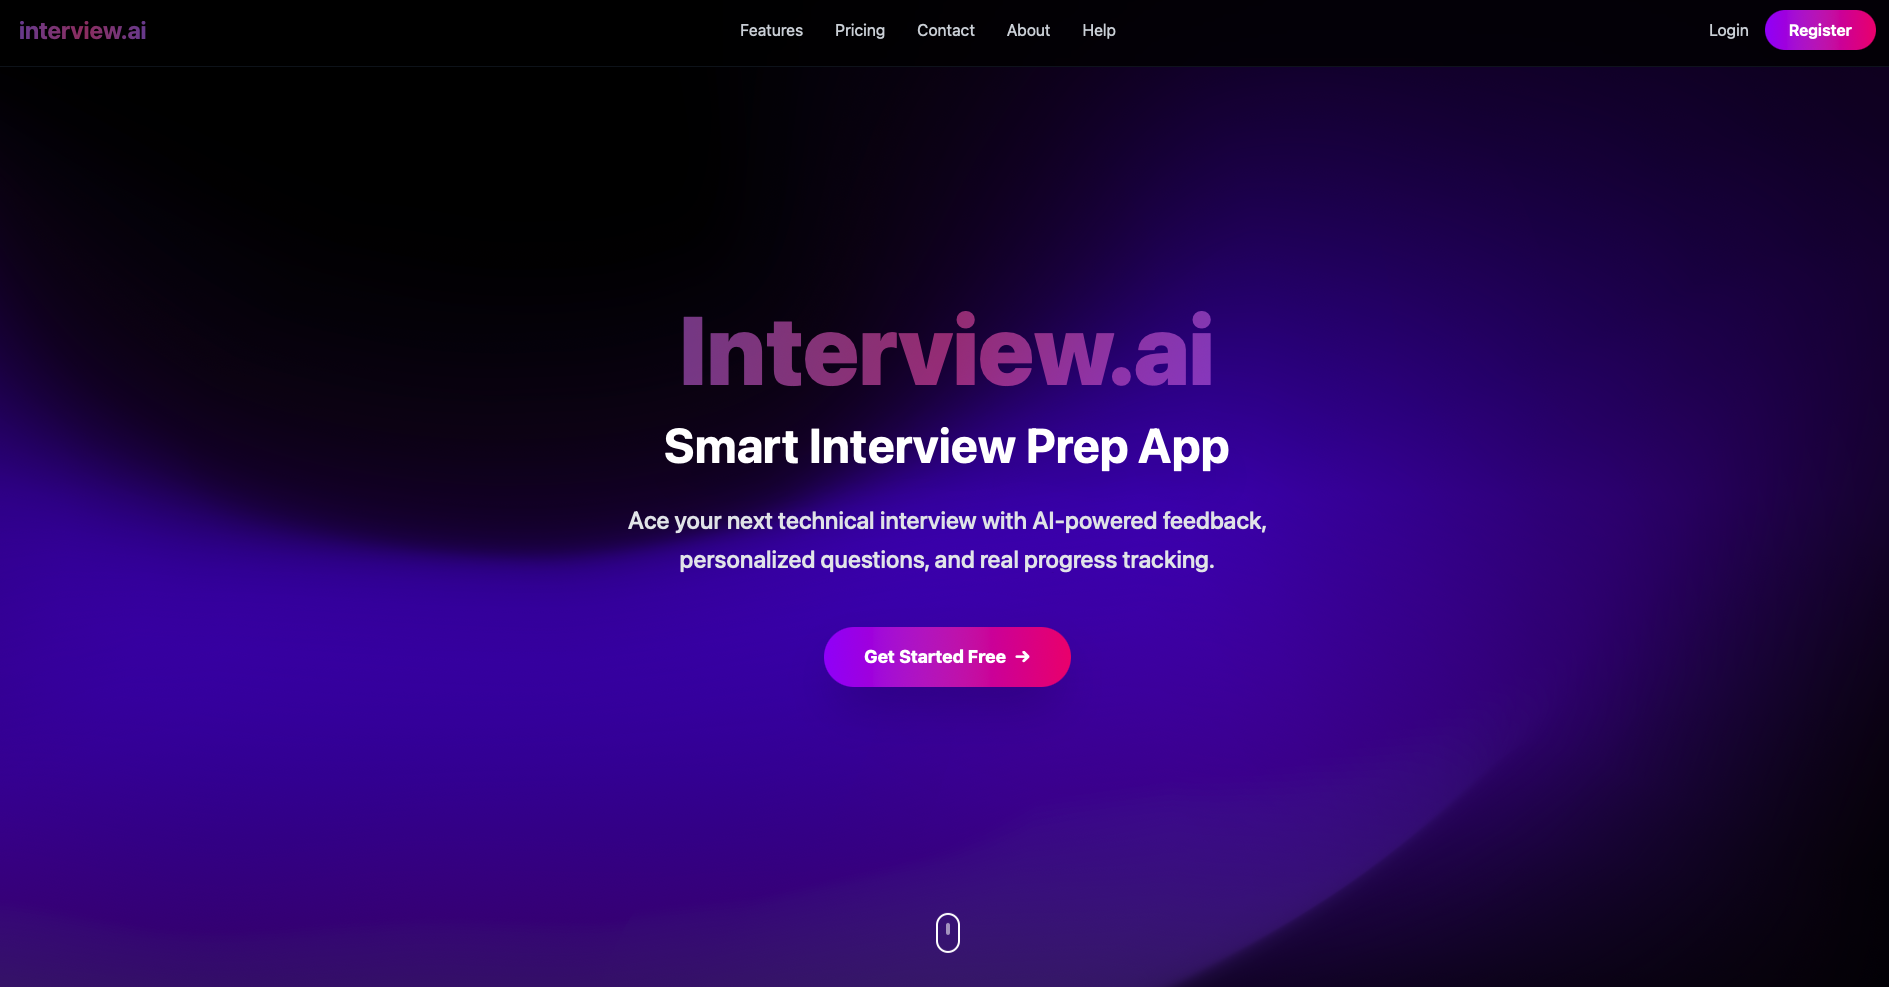 interview.ai
Features
Pricing
Contact
About
Help
Login
Register
Interview.ai
Smart Interview Prep App
Ace your next technical interview with AI-powered feedback,
personalized questions, and real progress tracking.
Get Started Free →